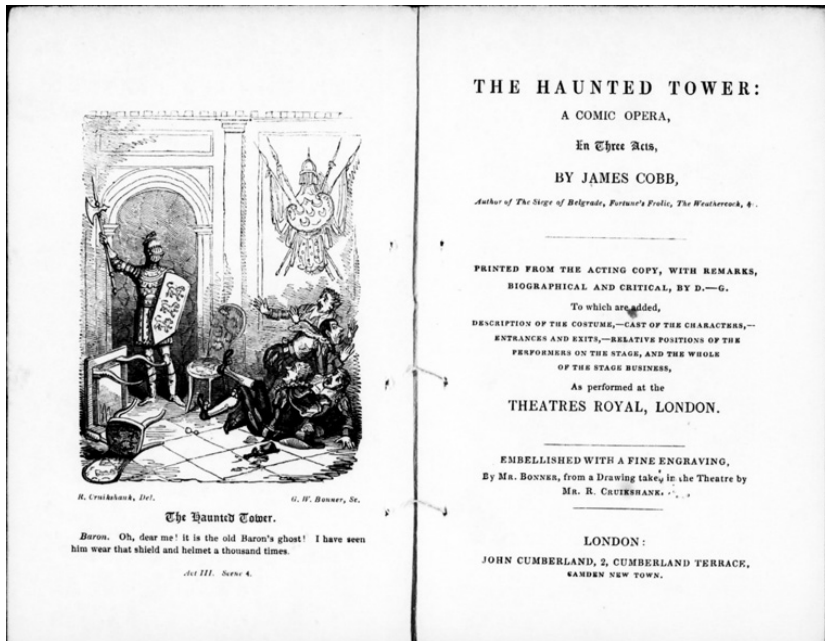 R. Cruikshank, Del.
G. W. Bonner, Sc.
The Haunted Tower.
Baron. Oh, dear me! it is the old Baron's ghost! I have seen
him wear that shield and helmet a thousand times.
Act III. Scene 4.
THE HAUNTED TOWER:
A COMIC OPERA,
In Three Acts,
BY JAMES COBB,
Author of The Siege of Belgrade, Fortune's Frolic, The Weathercock, &c.
PRINTED FROM THE ACTING COPY, WITH REMARKS,
BIOGRAPHICAL AND CRITICAL, BY D.—G.
To which are added,
DESCRIPTION OF THE COSTUME,—CAST OF THE CHARACTERS,—
ENTRANCES AND EXITS,—RELATIVE POSITIONS OF THE
PERFORMERS ON THE STAGE, AND THE WHOLE
OF THE STAGE BUSINESS,
As performed at the
THEATRES ROYAL, LONDON.
EMBELLISHED WITH A FINE ENGRAVING,
By MR. BONNER, from a Drawing taken in the Theatre by
MR. R. CRUIKSHANK.
LONDON:
JOHN CUMBERLAND, 2, CUMBERLAND TERRACE,
CAMDEN NEW TOWN.